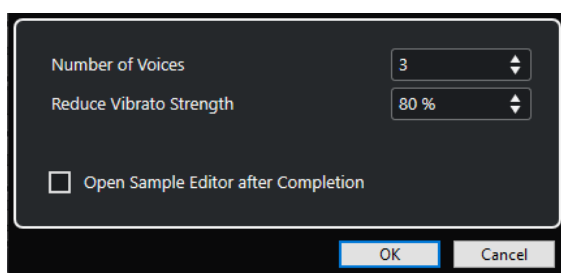 Number of Voices 3
Reduce Vibrato Strength 80 %
Open Sample Editor after Completion
OK Cancel